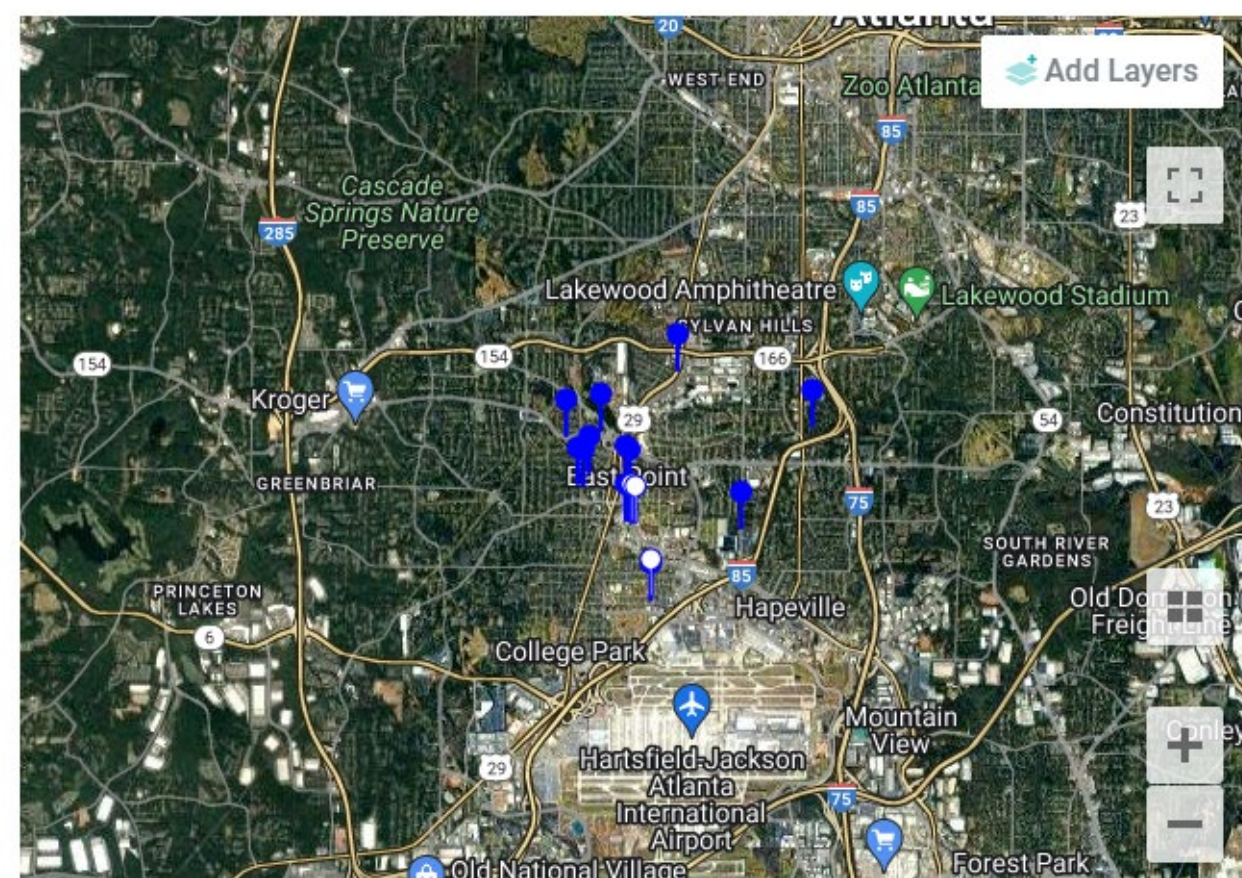 Atlanta
20
WEST END
Zoo Atlanta
Add Layers
85
Cascade
Springs Nature
Preserve
85
23
285
Lakewood Amphitheatre
Lakewood Stadium
SYLVAN HILLS
154
154
166
Kroger
29
54
Constitution
East Point
GREENBRIAR
75
23
SOUTH RIVER
GARDENS
85
PRINCETON
LAKES
Hapeville
Old Dominion
Freight Line
6
College Park
Mountain
View
Conley
Hartsfield-Jackson
Atlanta
International
Airport
29
75
Old National Village
Forest Park